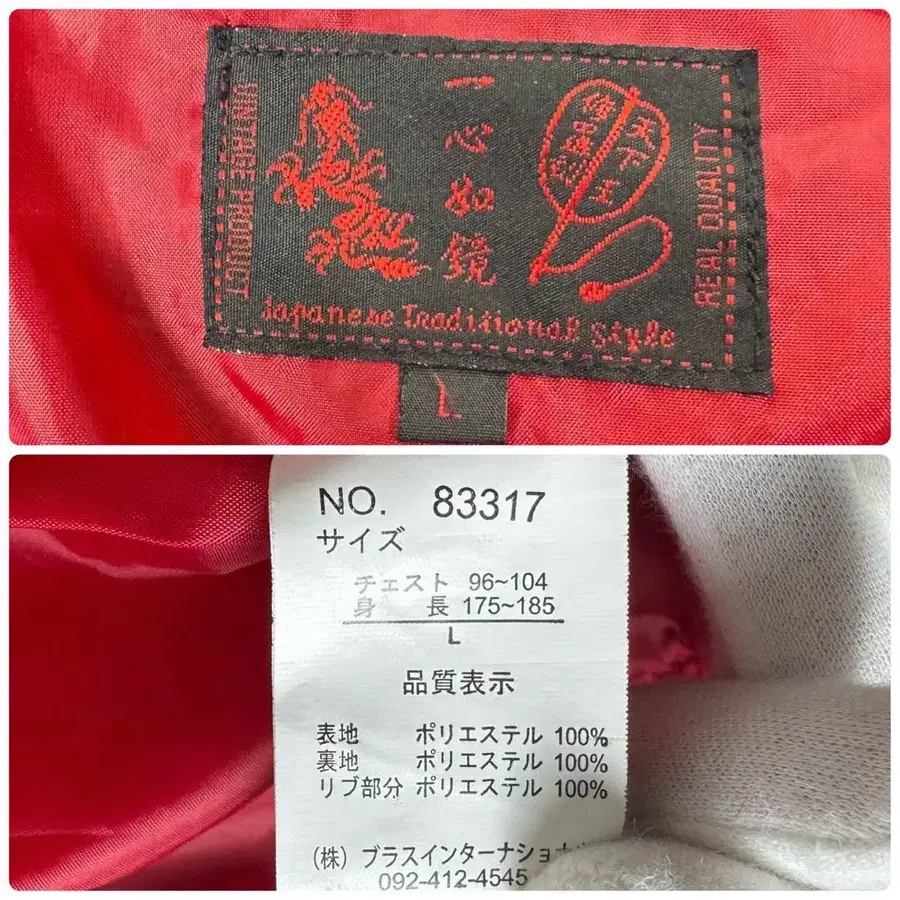 VINTAGE PRODUCT
一心如鏡
天下王
REAL QUALITY
Japanese Traditional Style
L
NO. 83317
サイズ
チェスト 96~104
身 長 175~185
L
品質表示
表地 ポリエステル 100%
裏地 ポリエステル 100%
リブ部分 ポリエステル 100%
(株) ブラスインターナショナ
092-412-4545